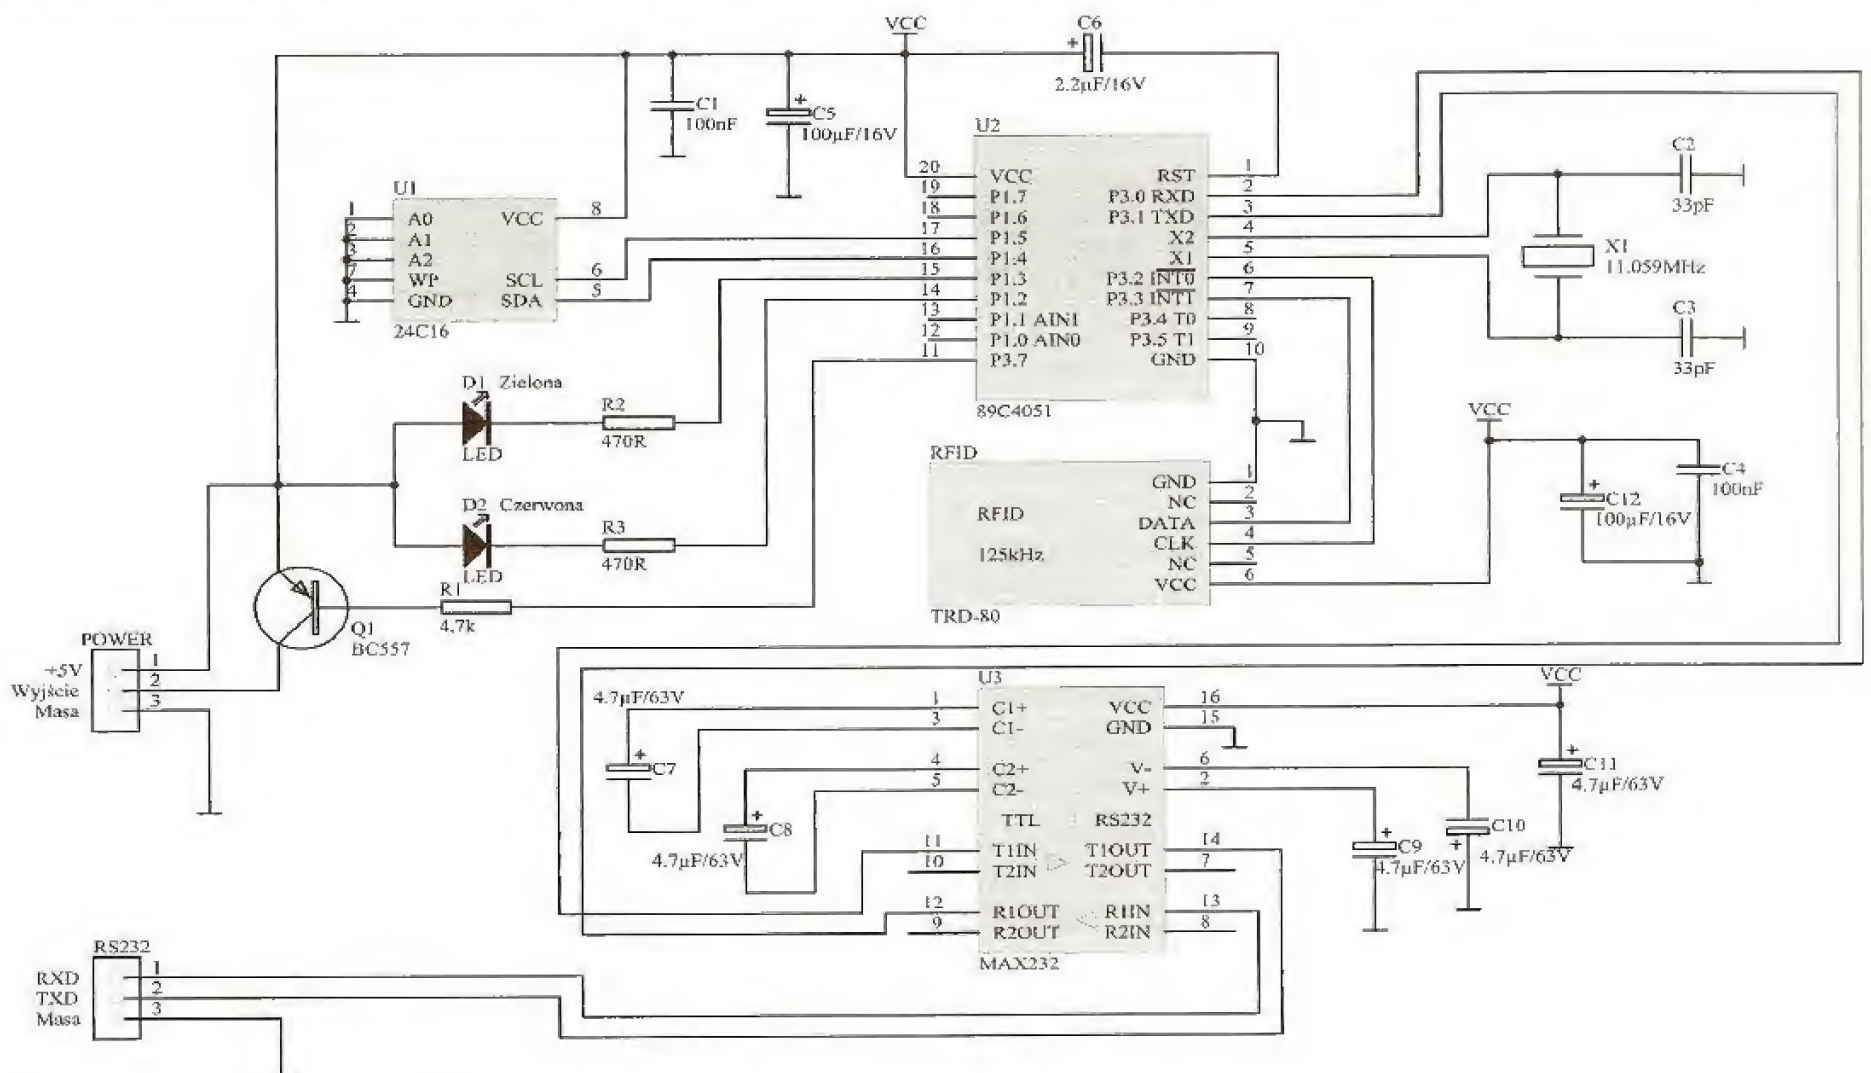 VCC
C6
2.2µF/16V
C1
100nF
C5
100µF/16V
U1
1 A0 VCC 8
2 A1
3 A2
7 WP SCL 6
4 GND SDA 5
24C16
U2
20 VCC RST 1
19 P1.7 P3.0 RXD 2
18 P1.6 P3.1 TXD 3
17 P1.5 X2 4
16 P1.4 X1 5
15 P1.3 P3.2 INT0 6
14 P1.2 P3.3 INT1 7
13 P1.1 AIN1 P3.4 T0 8
12 P1.0 AIN0 P3.5 T1 9
11 P3.7 GND 10
89C4051
C2
33pF
X1
11.059MHz
C3
33pF
D1 Zielona
LED
R2
470R
D2 Czerwona
LED
R3
470R
R1
4.7k
Q1
BC557
RFID
RFID
125kHz
GND 1
NC 2
DATA 3
CLK 4
NC 5
VCC 6
TRD-80
VCC
C4
100nF
C12
100µF/16V
POWER
+5V 1
Wyjście 2
Masa 3
U3
1 C1+ VCC 16
3 C1- GND 15
4 C2+ V- 6
5 C2- V+ 2
TTL RS232
11 T1IN T1OUT 14
10 T2IN T2OUT 7
12 R1OUT R1IN 13
9 R2OUT R2IN 8
MAX232
4.7µF/63V
C7
C8
4.7µF/63V
VCC
C11
4.7µF/63V
C10
4.7µF/63V
C9
4.7µF/63V
RS232
RXD 1
TXD 2
Masa 3